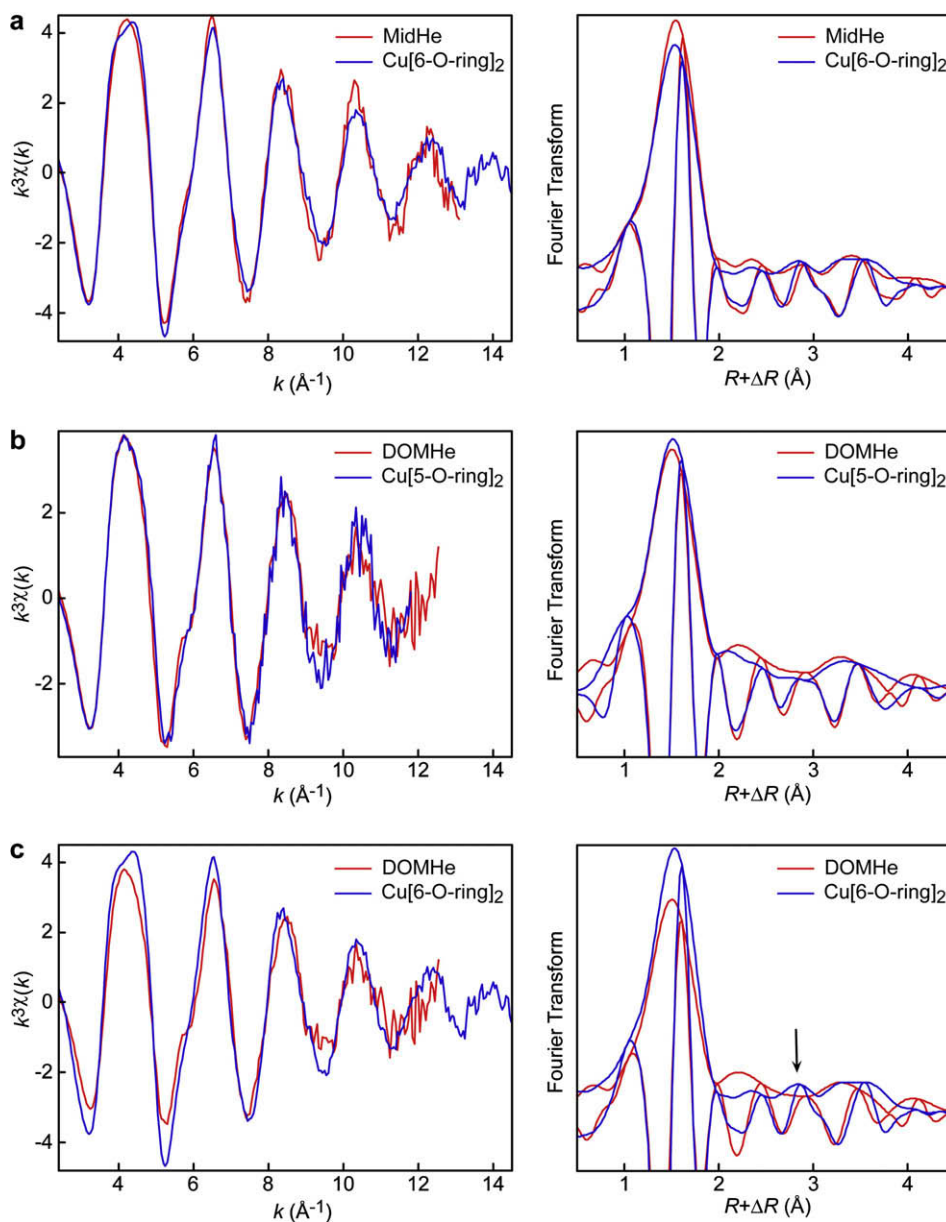 a
MidHe
Cu[6-O-ring]2
4
2
0
-2
-4
k³χ(k)
4
6
8
10
12
14
k (Å-1)
MidHe
Cu[6-O-ring]2
Fourier Transform
1
2
3
4
R+ΔR (Å)
b
DOMHe
Cu[5-O-ring]2
2
0
-2
k³χ(k)
4
6
8
10
12
14
k (Å-1)
DOMHe
Cu[5-O-ring]2
Fourier Transform
1
2
3
4
R+ΔR (Å)
c
DOMHe
Cu[6-O-ring]2
4
2
0
-2
-4
k³χ(k)
4
6
8
10
12
14
k (Å-1)
DOMHe
Cu[6-O-ring]2
Fourier Transform
1
2
3
4
R+ΔR (Å)